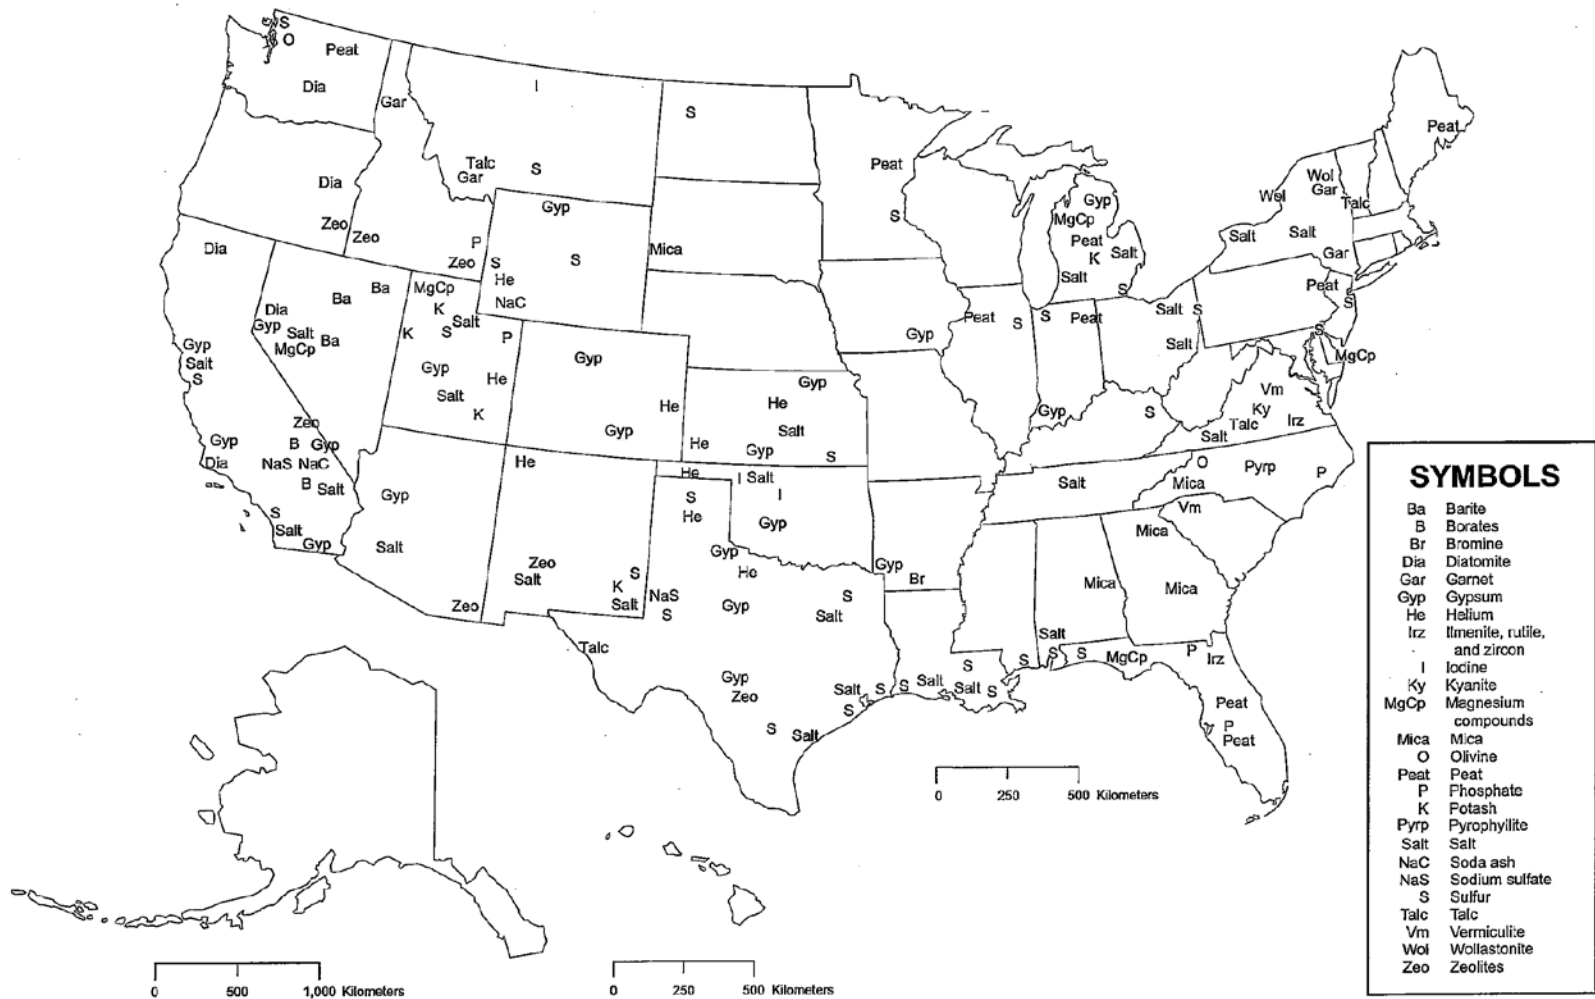 S
O
Peat
Dia
Gar
I
S
Talc
Gar
S
Dia
Zeo
Zeo
P
Zeo
Gyp
S
S
He
NaC
Mica
Peat
S
Gyp
Dia
Ba
Ba
Dia
Gyp
Salt
Ba
MgCp
Gyp
Salt
S
Gyp
Dia
Zeo
B
Gyp
NaS
NaC
B
Salt
S
Salt
Gyp
MgCp
K
Salt
K
S
P
Gyp
He
Salt
K
Gyp
He
Gyp
Gyp
He
Salt
He
Gyp
S
Gyp
Salt
Zeo
He
Zeo
Salt
S
K
Salt
He
I
Salt
I
Gyp
S
He
Gyp
He
NaS
S
Gyp
S
Salt
Talc
Gyp
Zeo
Salt
S
S
S
Salt
Gyp
Br
S
S
Salt
Salt
S
S
Salt
S
S
MgCp
P
Irz
Peat
P
Peat
Mica
Mica
Mica
Vm
Salt
O
Mica
Pyrp
P
Vm
Ky
Talc
Irz
Salt
S
Gyp
S
Peat
Peat
S
Gyp
MgCp
Peat
K
Salt
Salt
S
Salt
S
Salt
Peat
S
S
MgCp
Wol
Wol
Gar
Talc
Salt
Salt
Gar
Peat
0 250 500 Kilometers
0 500 1,000 Kilometers
0 250 500 Kilometers
SYMBOLS
Ba Barite
B Borates
Br Bromine
Dia Diatomite
Gar Garnet
Gyp Gypsum
He Helium
Irz Ilmenite, rutile,
and zircon
I Iodine
Ky Kyanite
MgCp Magnesium
compounds
Mica Mica
O Olivine
Peat Peat
P Phosphate
K Potash
Pyrp Pyrophyllite
Salt Salt
NaC Soda ash
NaS Sodium sulfate
S Sulfur
Talc Talc
Vm Vermiculite
Wol Wollastonite
Zeo Zeolites